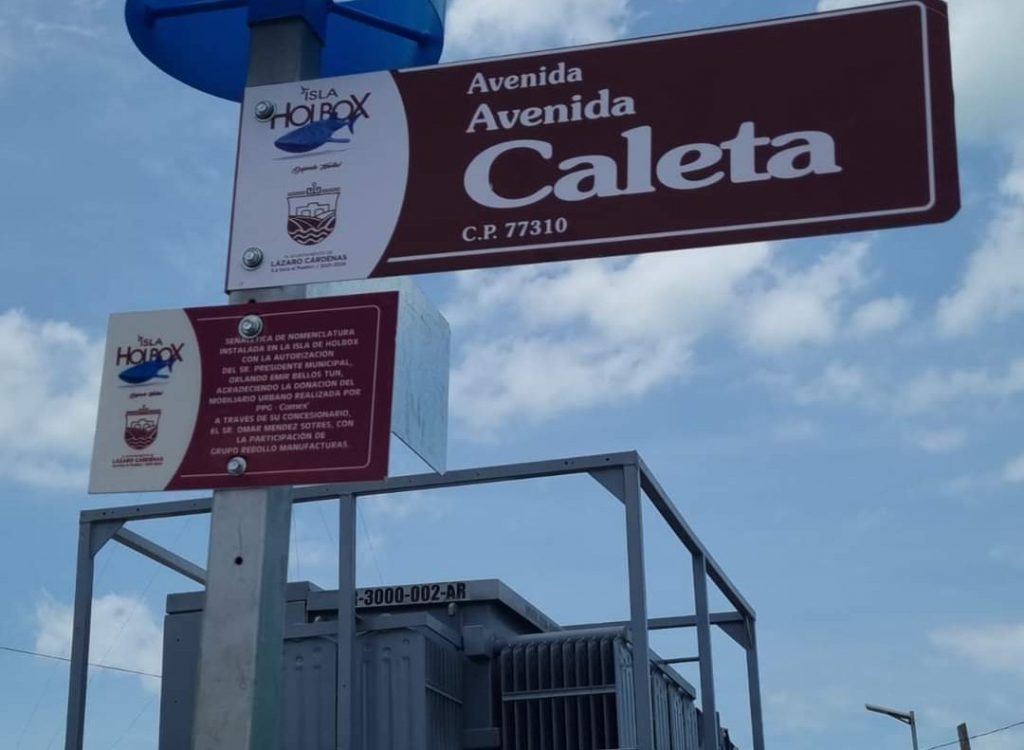 Avenida
Avenida
Caleta
C.P. 77310
ISLA
HOLBOX
LÁZARO CÁRDENAS
ISLA
HOLBOX
LÁZARO CÁRDENAS
SEÑALÉTICA DE NOMENCLATURA
INSTALADA EN LA ISLA DE HOLBOX
CON LA AUTORIZACIÓN
DEL SR. PRESIDENTE MUNICIPAL,
ORLANDO EMIR BELLOS TUN,
AGRADECIENDO LA DONACIÓN DEL
MOBILIARIO URBANO REALIZADA POR
PPG - Comex
A TRAVÉS DE SU CONCESIONARIO,
EL SR. OMAR MENDEZ SOTRES, CON
LA PARTICIPACIÓN DE
GRUPO REBOLLO MANUFACTURAS.
-3000-002-AR